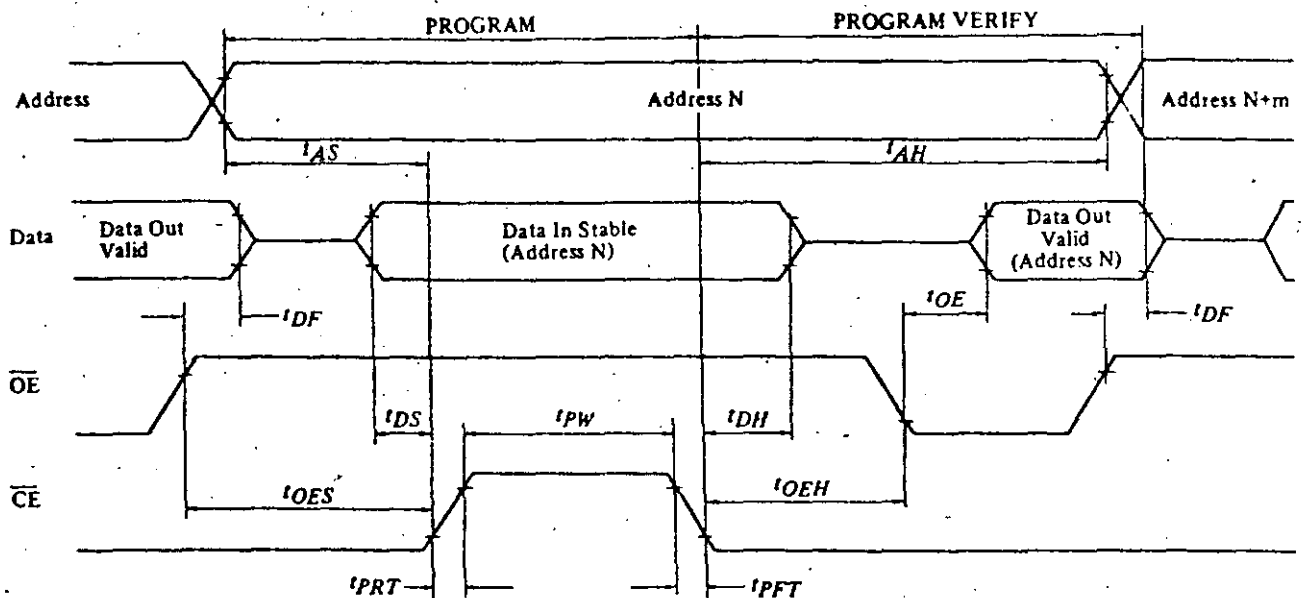 PROGRAM
PROGRAM VERIFY
Address
Address N
Address N+m
tAS
tAH
Data
Data Out
Valid
Data In Stable
(Address N)
Data Out
Valid
(Address N)
tDF
tOE
tDF
OE
tDS
tPW
tDH
CE
tOES
tOEH
tPRT
tPFT